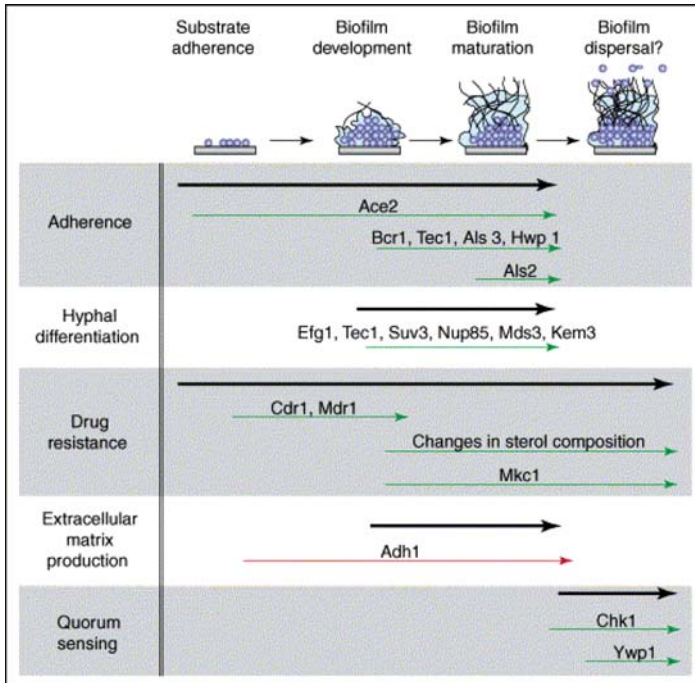 Substrate
adherence
Biofilm
development
Biofilm
maturation
Biofilm
dispersal?
Adherence
Ace2
Bcr1, Tec1, Als 3, Hwp 1
Als2
Hyphal
differentiation
Efg1, Tec1, Suv3, Nup85, Mds3, Kem3
Drug
resistance
Cdr1, Mdr1
Changes in sterol composition
Mkc1
Extracellular
matrix
production
Adh1
Quorum
sensing
Chk1
Ywp1